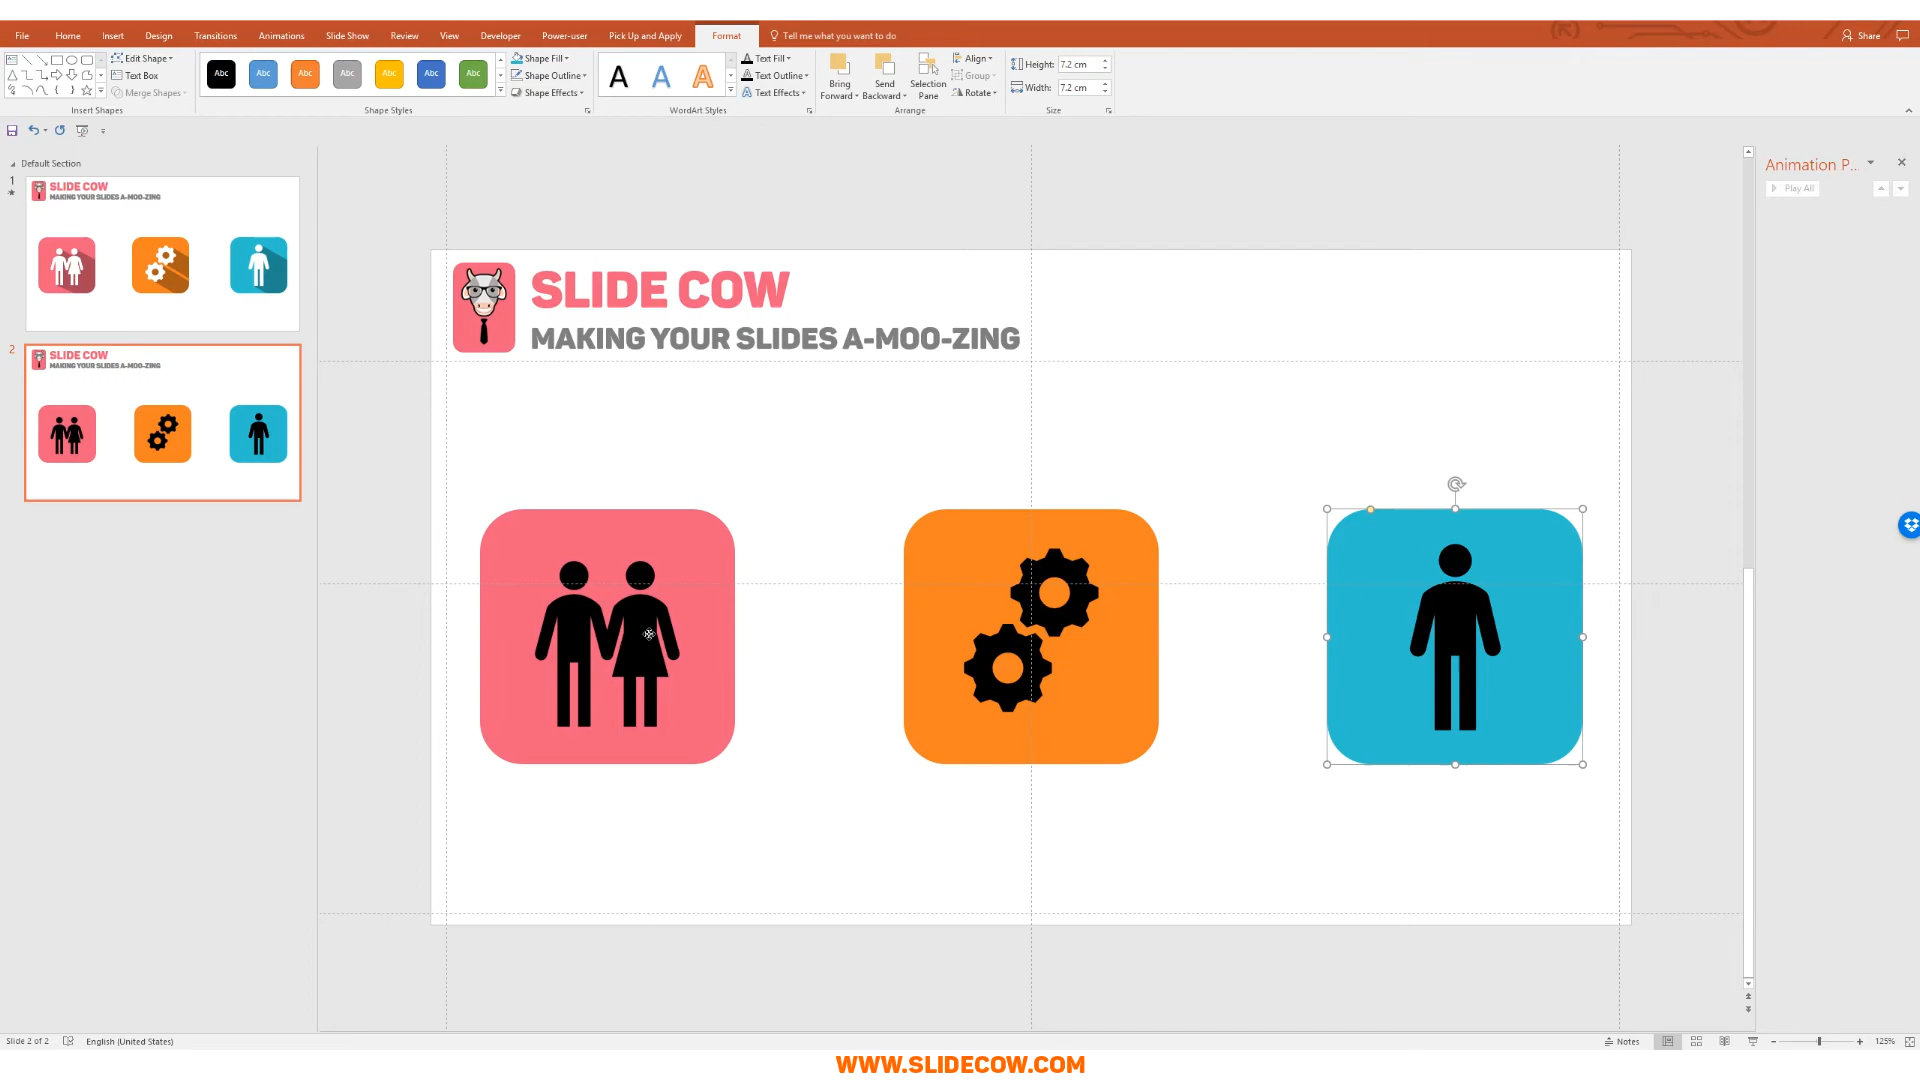 File Home Insert Design Transitions Animations Slide Show Review View Developer Power-user Pick Up and Apply Format Tell me what you want to do Share
Edit Shape
Text Box
Merge Shapes
Insert Shapes
Abc Abc Abc Abc Abc Abc Abc
Shape Fill
Shape Outline
Shape Effects
Shape Styles
A A A
Text Fill
Text Outline
Text Effects
WordArt Styles
Bring Forward
Send Backward
Selection Pane
Align
Group
Rotate
Arrange
Height: 7.2 cm
Width: 7.2 cm
Size
Default Section
1
SLIDE COW
MAKING YOUR SLIDES A-MOO-ZING
2
SLIDE COW
MAKING YOUR SLIDES A-MOO-ZING
SLIDE COW
MAKING YOUR SLIDES A-MOO-ZING
Animation P...
Play All
Slide 2 of 2 English (United States) Notes 125%
WWW.SLIDECOW.COM